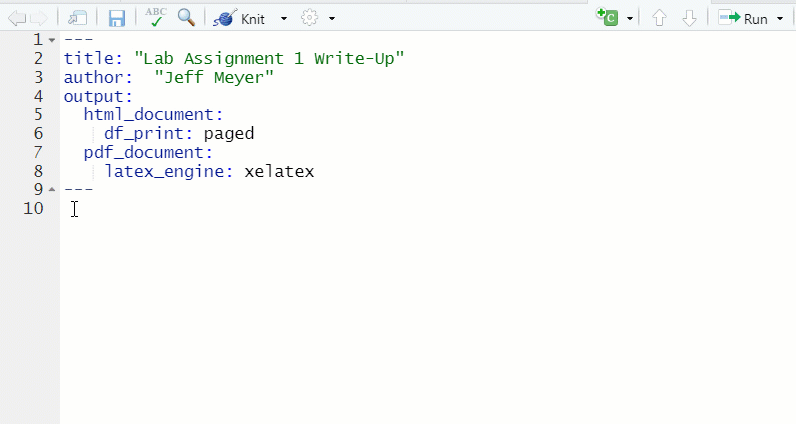 ABC Knit C Run
1 ---
2 title: "Lab Assignment 1 Write-Up"
3 author:  "Jeff Meyer"
4 output:
5   html_document:
6     df_print: paged
7   pdf_document:
8     latex_engine: xelatex
9 ---
10